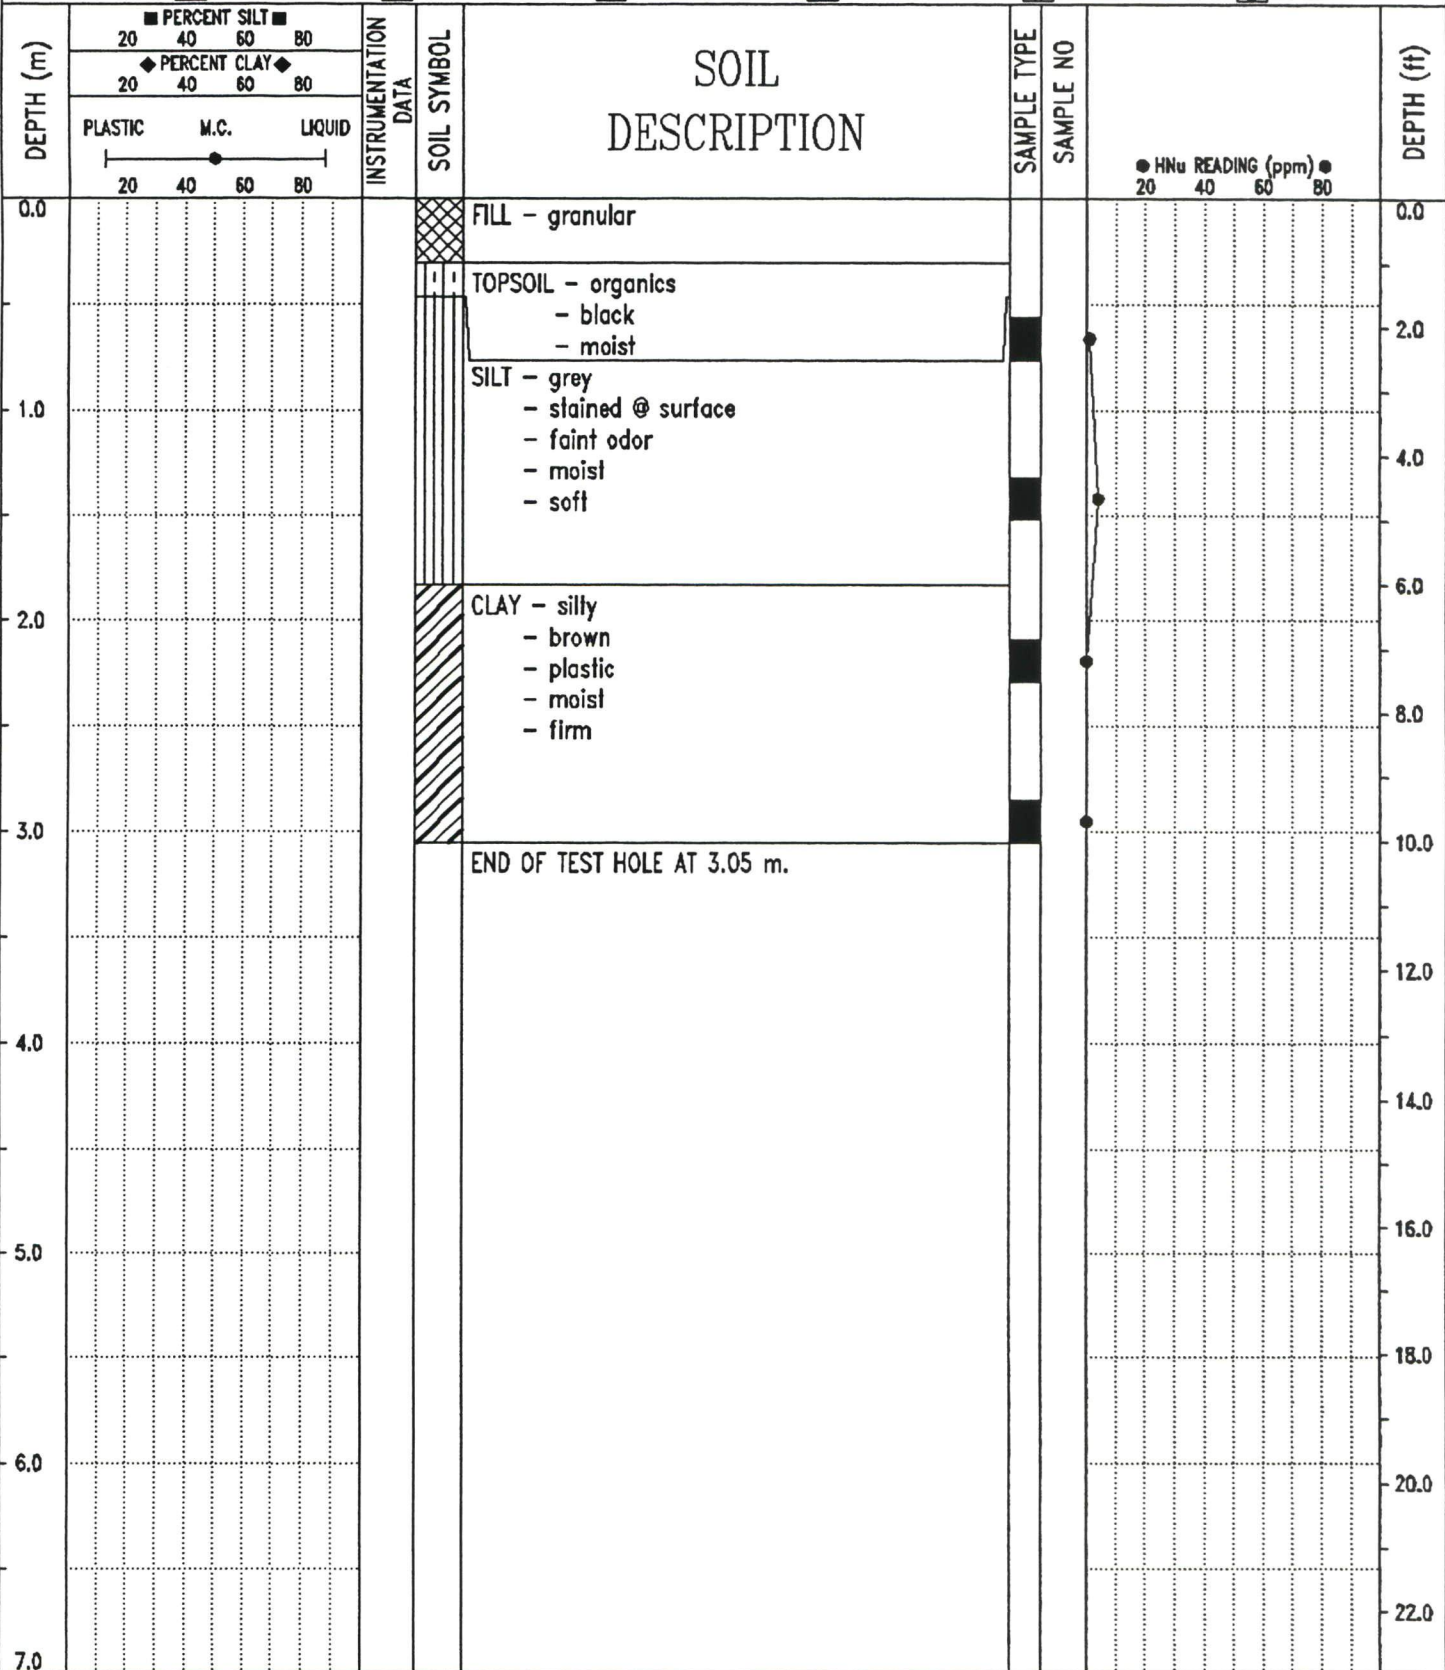 DEPTH (m)
■ PERCENT SILT ■
20 40 60 80
◆ PERCENT CLAY ◆
20 40 60 80
PLASTIC M.C. LIQUID
20 40 60 80
INSTRUMENTATION
DATA
SOIL SYMBOL
SOIL
DESCRIPTION
SAMPLE TYPE
SAMPLE NO
● HNu READING (ppm) ●
20 40 60 80
DEPTH (ft)
0.0
1.0
2.0
3.0
4.0
5.0
6.0
7.0
FILL – granular
TOPSOIL – organics
– black
– moist
SILT – grey
– stained @ surface
– faint odor
– moist
– soft
CLAY – silty
– brown
– plastic
– moist
– firm
END OF TEST HOLE AT 3.05 m.
0.0
2.0
4.0
6.0
8.0
10.0
12.0
14.0
16.0
18.0
20.0
22.0